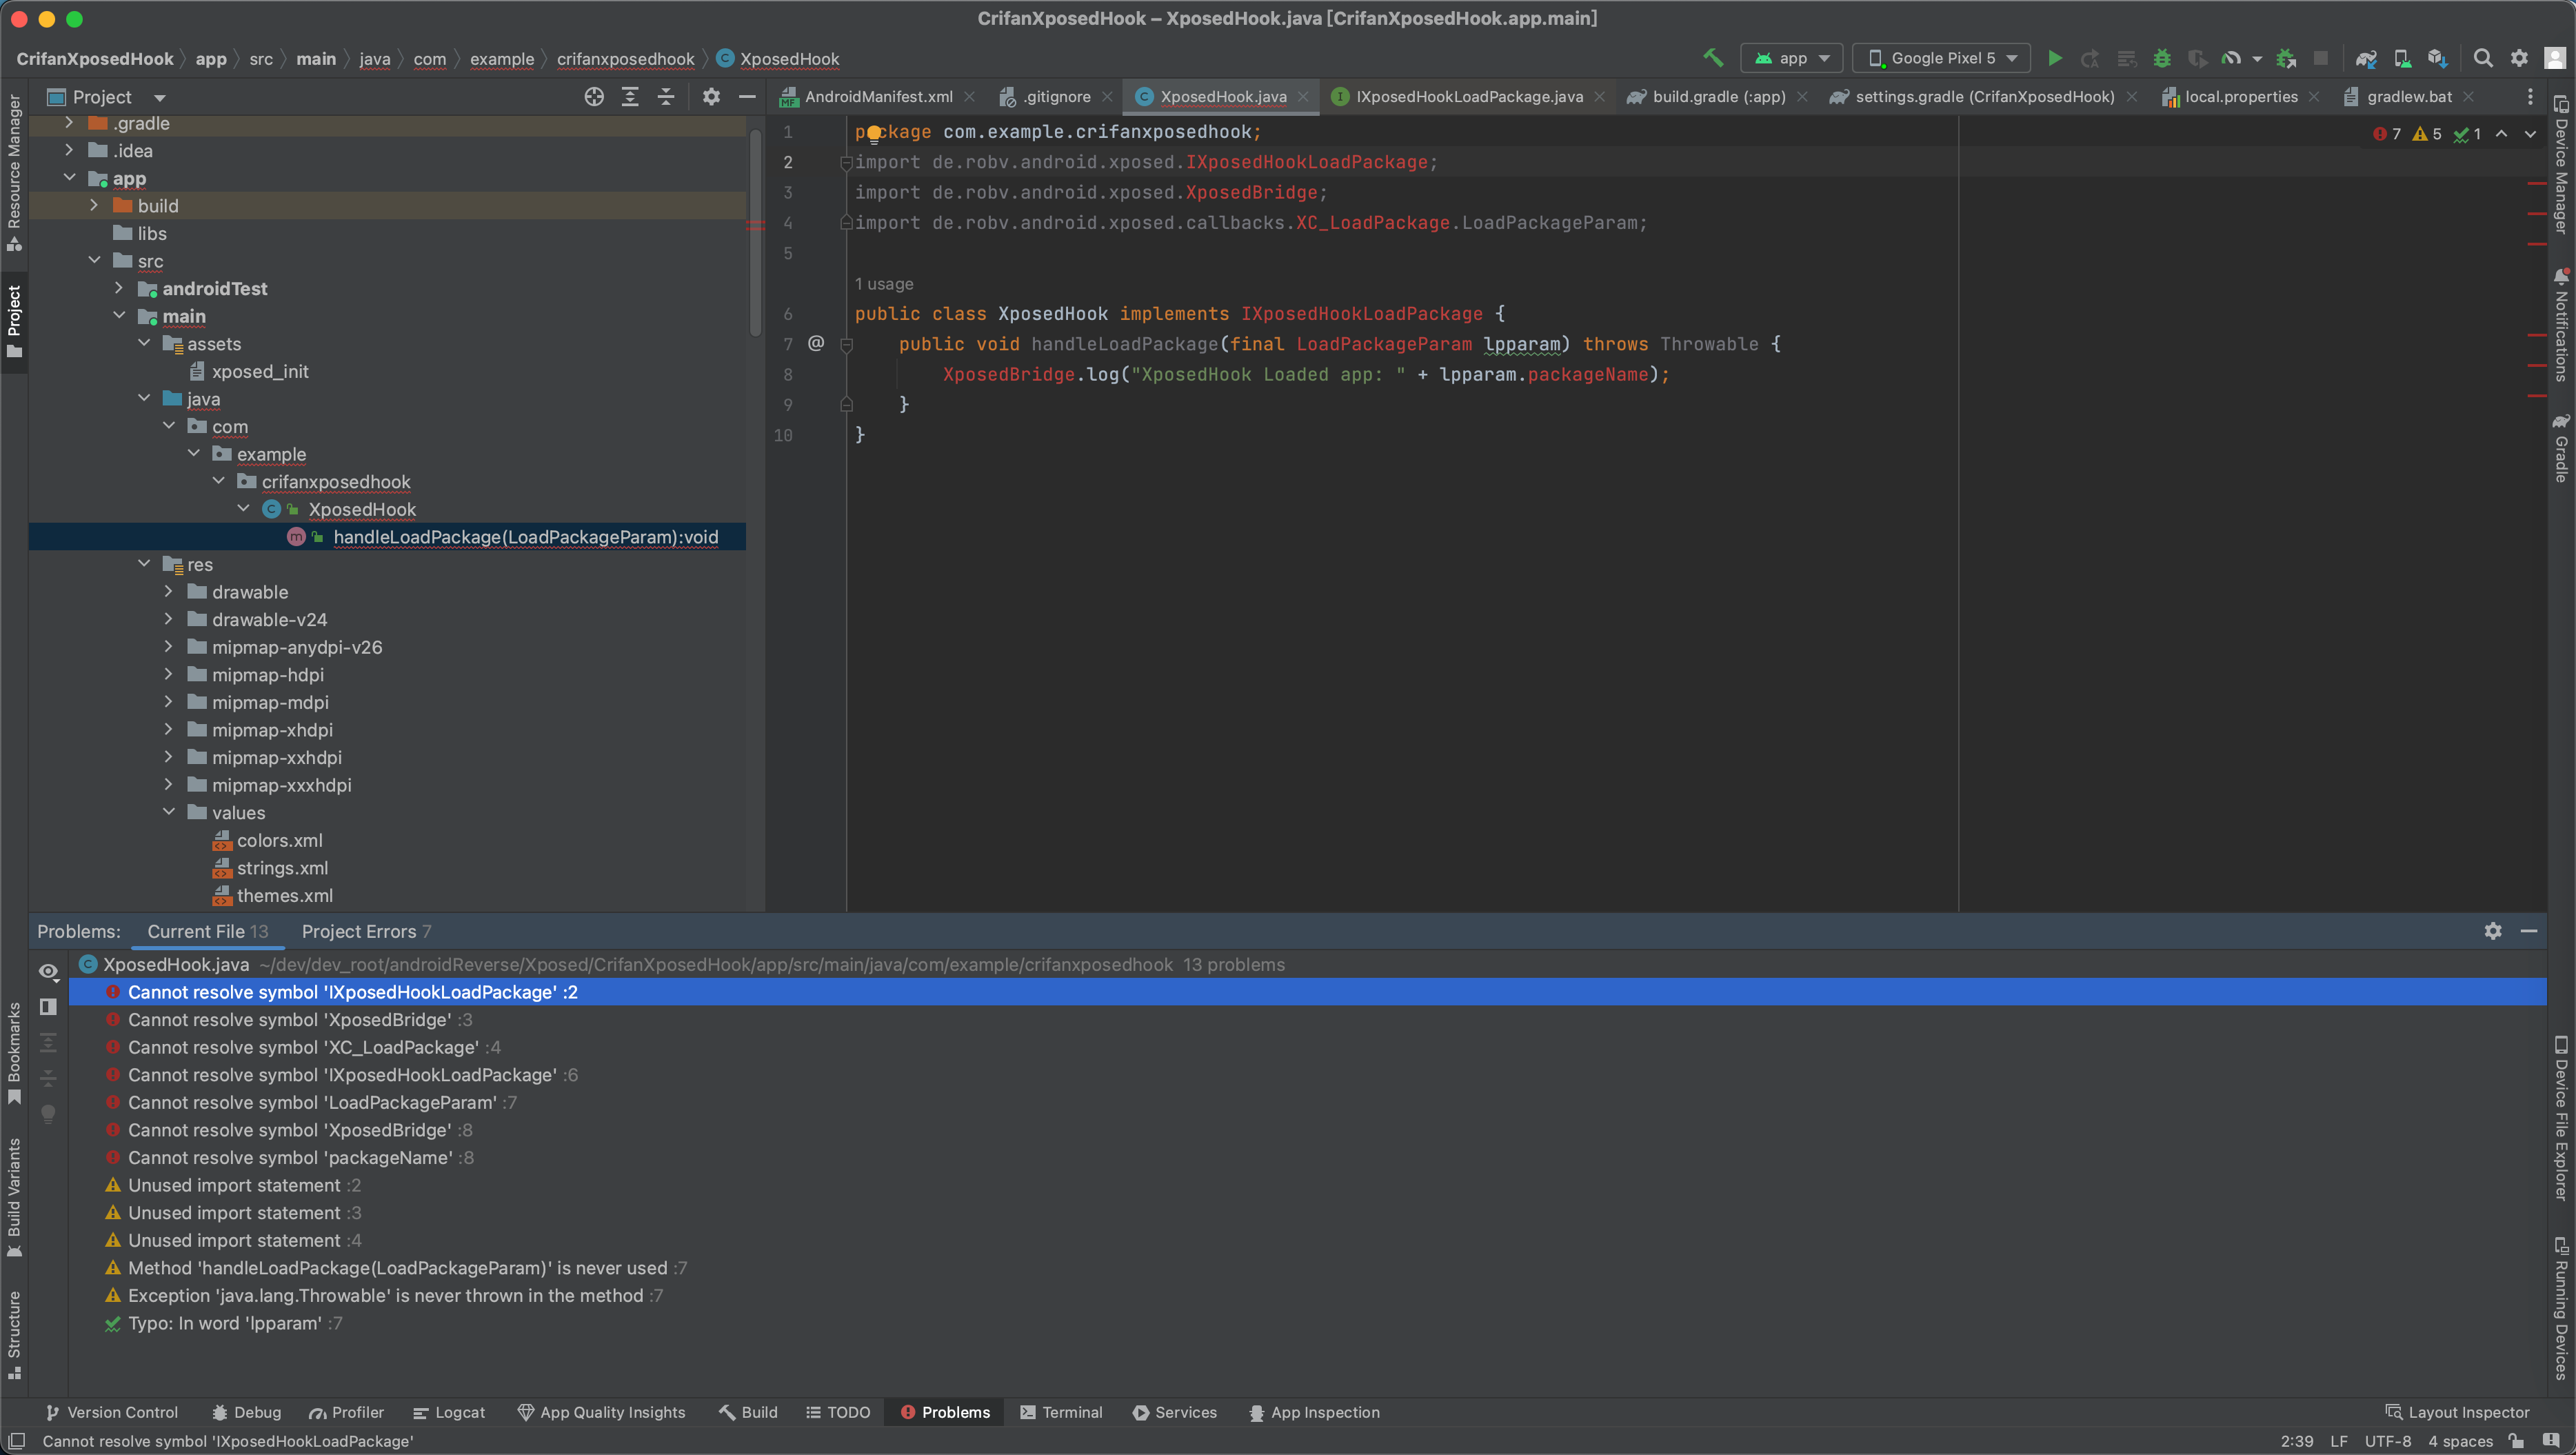 CrifanXposedHook – XposedHook.java [CrifanXposedHook.app.main]
CrifanXposedHook app src main java com example crifanxposedhook XposedHook
app Google Pixel 5
Project
AndroidManifest.xml .gitignore XposedHook.java IXposedHookLoadPackage.java build.gradle (:app) settings.gradle (CrifanXposedHook) local.properties gradlew.bat
Resource Manager
Project
Bookmarks
Build Variants
Structure
.gradle
.idea
app
build
libs
src
androidTest
main
assets
xposed_init
java
com
example
crifanxposedhook
XposedHook
handleLoadPackage(LoadPackageParam):void
res
drawable
drawable-v24
mipmap-anydpi-v26
mipmap-hdpi
mipmap-mdpi
mipmap-xhdpi
mipmap-xxhdpi
mipmap-xxxhdpi
values
colors.xml
strings.xml
themes.xml
7 5 1
1 package com.example.crifanxposedhook;
2 import de.robv.android.xposed.IXposedHookLoadPackage;
3 import de.robv.android.xposed.XposedBridge;
4 import de.robv.android.xposed.callbacks.XC_LoadPackage.LoadPackageParam;
5
1 usage
6 public class XposedHook implements IXposedHookLoadPackage {
7 @ public void handleLoadPackage(final LoadPackageParam lpparam) throws Throwable {
8 XposedBridge.log("XposedHook Loaded app: " + lpparam.packageName);
9 }
10 }
Device Manager
Notifications
Gradle
Device File Explorer
Running Devices
Problems: Current File 13 Project Errors 7
XposedHook.java ~/dev/dev_root/androidReverse/Xposed/CrifanXposedHook/app/src/main/java/com/example/crifanxposedhook 13 problems
Cannot resolve symbol 'IXposedHookLoadPackage' :2
Cannot resolve symbol 'XposedBridge' :3
Cannot resolve symbol 'XC_LoadPackage' :4
Cannot resolve symbol 'IXposedHookLoadPackage' :6
Cannot resolve symbol 'LoadPackageParam' :7
Cannot resolve symbol 'XposedBridge' :8
Cannot resolve symbol 'packageName' :8
Unused import statement :2
Unused import statement :3
Unused import statement :4
Method 'handleLoadPackage(LoadPackageParam)' is never used :7
Exception 'java.lang.Throwable' is never thrown in the method :7
Typo: In word 'lpparam' :7
Version Control Debug Profiler Logcat App Quality Insights Build TODO Problems Terminal Services App Inspection Layout Inspector
Cannot resolve symbol 'IXposedHookLoadPackage' 2:39 LF UTF-8 4 spaces